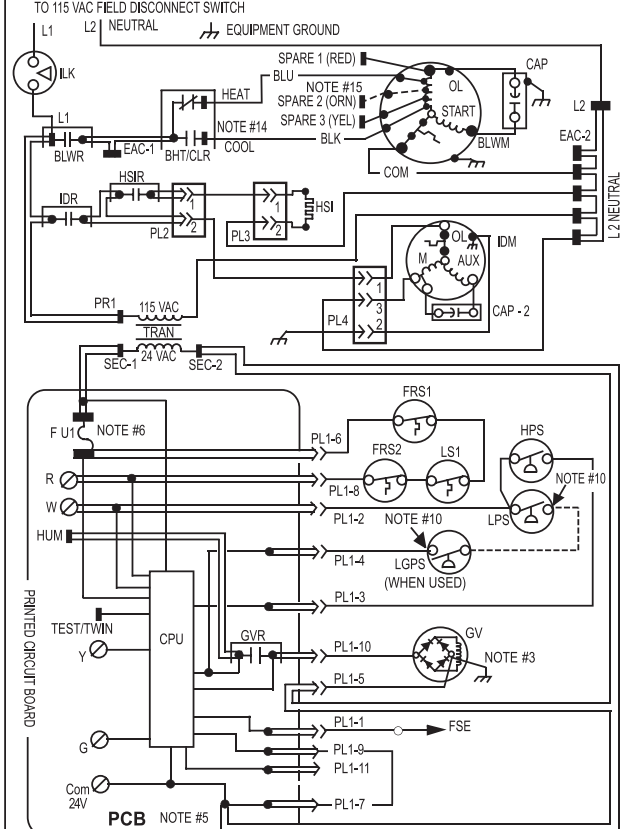 TO 115 VAC FIELD DISCONNECT SWITCH
L1 L2 NEUTRAL EQUIPMENT GROUND
ILK
SPARE 1 (RED)
BLU
HEAT
NOTE #15
SPARE 2 (ORN)
SPARE 3 (YEL)
NOTE #14
COOL
BLK
OL
START
CAP
BLWM
COM
L1
BLWR
EAC-1
BHT/CLR
L2
EAC-2
L 2 NEUTRAL
HSIR
IDR
1
2
PL2
1
2
PL3
HSI
OL
IDM
M
AUX
CAP - 2
1
3
2
PL4
PR1
115 VAC
TRAN
24 VAC
SEC-1
SEC-2
F U1
NOTE #6
R
W
HUM
TEST/TWIN
Y
G
Com
24V
CPU
GVR
PRINTED CIRCUIT BOARD
PCB NOTE #5
PL1-6
PL1-8
PL1-2
PL1-4
PL1-3
PL1-10
PL1-5
PL1-1
PL1-9
PL1-11
PL1-7
FRS1
FRS2
LS1
HPS
NOTE #10
LPS
NOTE #10
LGPS
(WHEN USED)
GV
NOTE #3
FSE